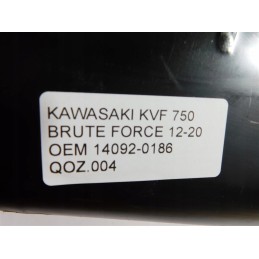 KAWASAKI KVF 750
BRUTE FORCE 12-20
OEM 14092-0186
QOZ.004